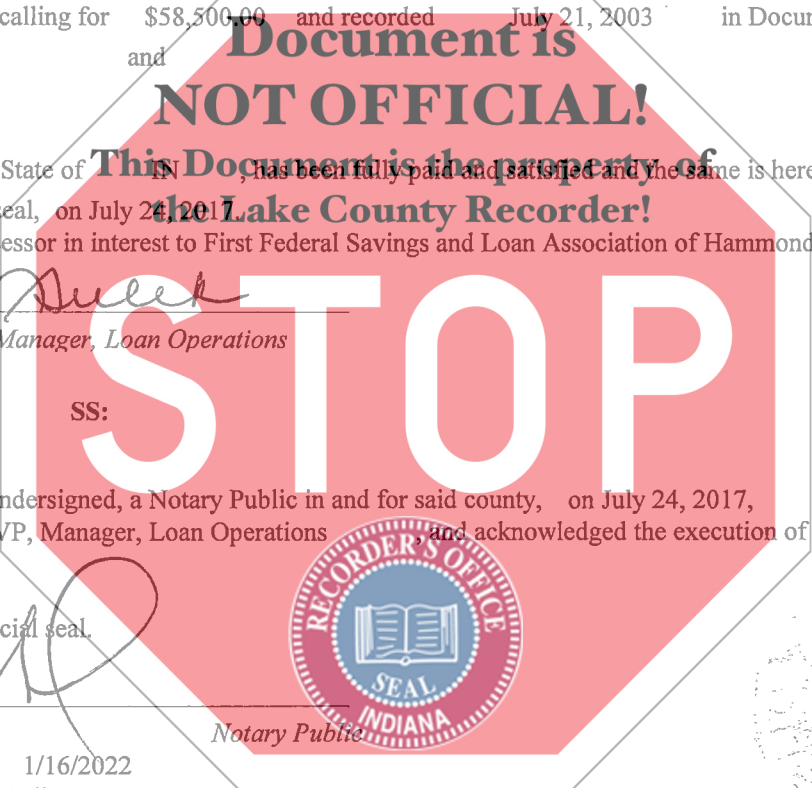 calling for $58,500.00 and recorded July 21, 2003 in Docum
Document is
and
NOT OFFICIAL!
State of IN , has been fully paid and satisfied and the same is here
This Document is the property of
seal, on July 24, 2017.
the Lake County Recorder!
essor in interest to First Federal Savings and Loan Association of Hammond
Manager, Loan Operations
STOP
SS:
ndersigned, a Notary Public in and for said county, on July 24, 2017,
VP, Manager, Loan Operations , and acknowledged the execution of
RECORDER'S OFFICE
cial seal.
SEAL
INDIANA
Notary Public
1/16/2022